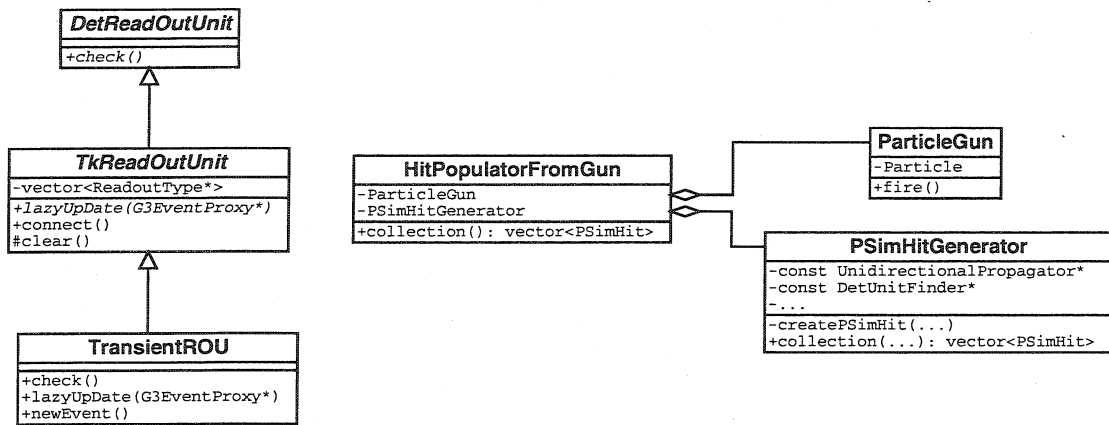 DetReadOutUnit
+check()
TkReadOutUnit
-vector<ReadoutType*>
+lazyUpDate(G3EventProxy*)
+connect()
#clear()
TransientROU
+check()
+lazyUpDate(G3EventProxy*)
+newEvent()
HitPopulatorFromGun
-ParticleGun
-PSimHitGenerator
+collection(): vector<PSimHit>
ParticleGun
-Particle
+fire()
PSimHitGenerator
-const UnidirectionalPropagator*
-const DetUnitFinder*
-...
-createPSimHit(...)
+collection(...): vector<PSimHit>